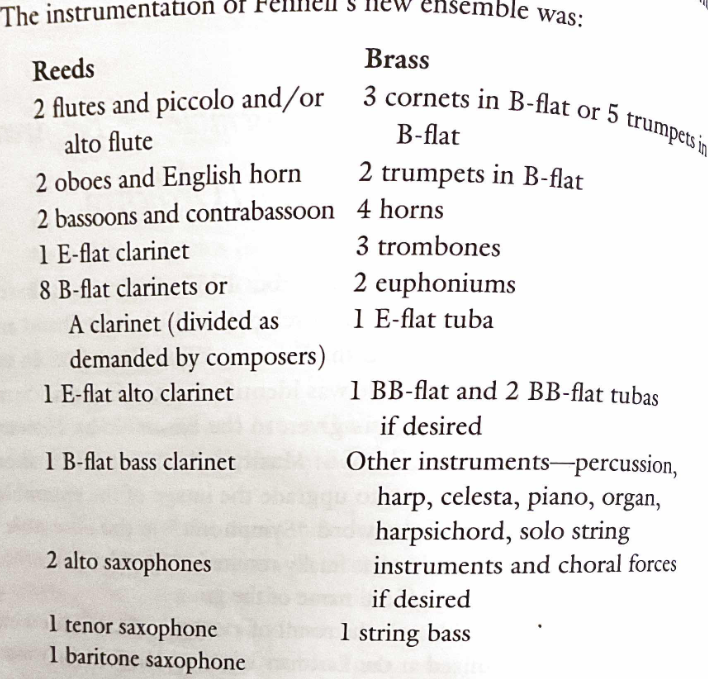 The instrumentation of Fennell's new ensemble was:
Reeds
2 flutes and piccolo and/or
alto flute
2 oboes and English horn
2 bassoons and contrabassoon
1 E-flat clarinet
8 B-flat clarinets or
A clarinet (divided as
demanded by composers)
1 E-flat alto clarinet
1 B-flat bass clarinet
2 alto saxophones
1 tenor saxophone
1 baritone saxophone
Brass
3 cornets in B-flat or 5 trumpets in
B-flat
2 trumpets in B-flat
4 horns
3 trombones
2 euphoniums
1 E-flat tuba
1 BB-flat and 2 BB-flat tubas
if desired
Other instruments—percussion,
harp, celesta, piano, organ,
harpsichord, solo string
instruments and choral forces
if desired
1 string bass